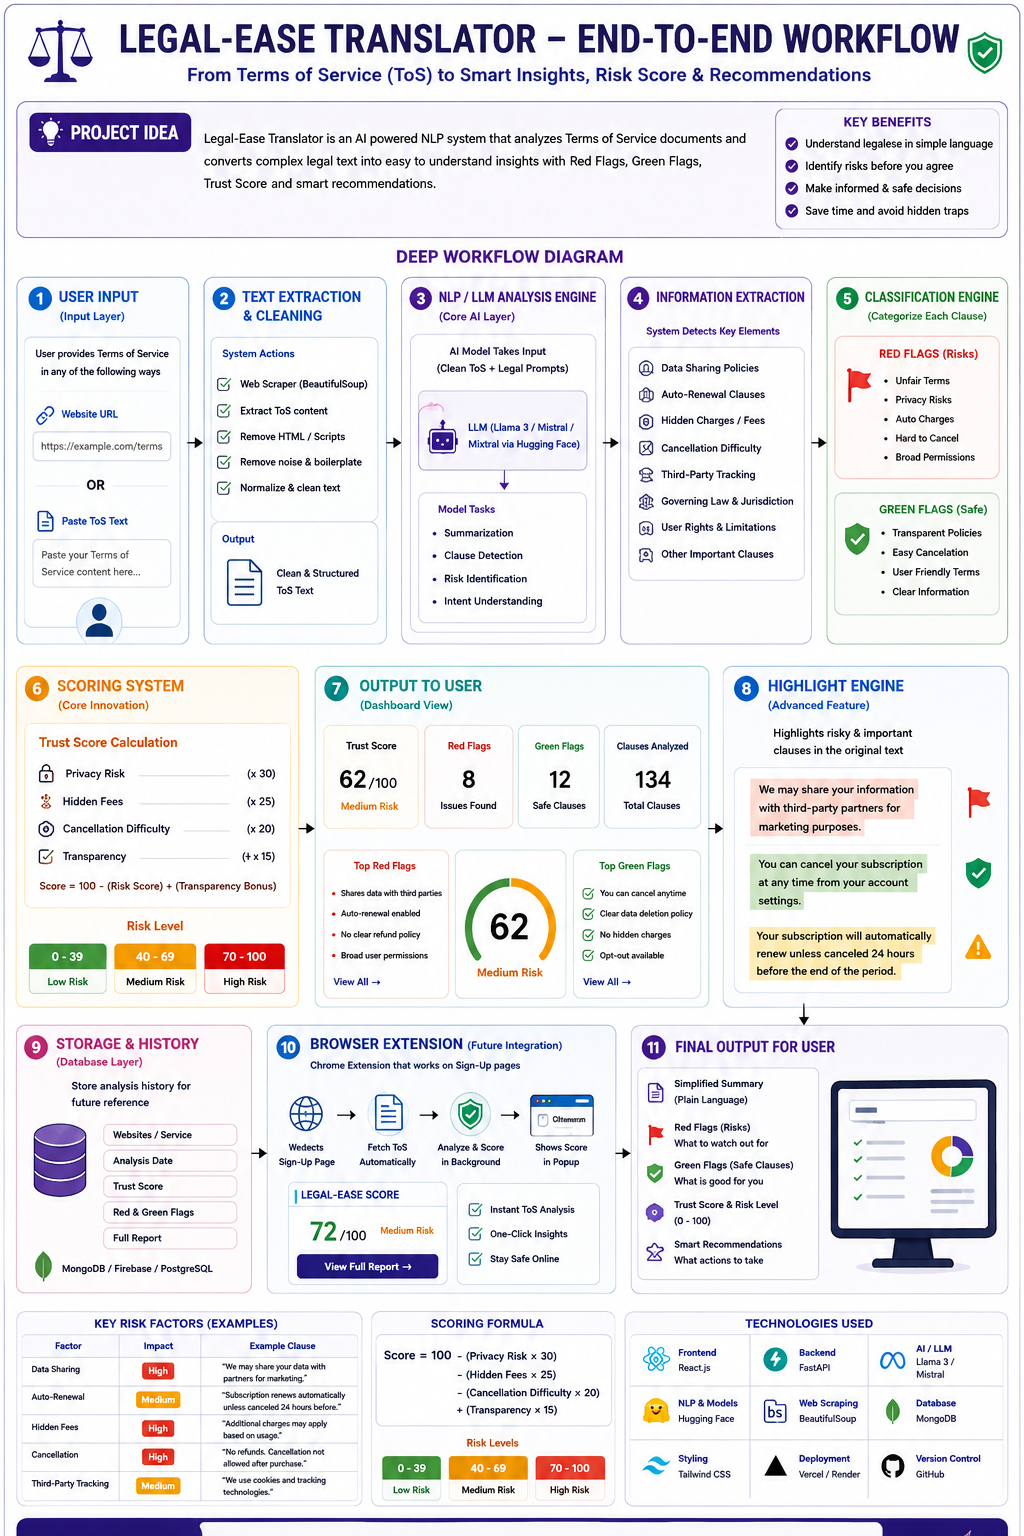 LEGAL-EASE TRANSLATOR – END-TO-END WORKFLOW
From Terms of Service (ToS) to Smart Insights, Risk Score & Recommendations
PROJECT IDEA
Legal-Ease Translator is an AI powered NLP system that analyzes Terms of Service documents and
converts complex legal text into easy to understand insights with Red Flags, Green Flags,
Trust Score and smart recommendations.
KEY BENEFITS
Understand legalese in simple language
Identify risks before you agree
Make informed & safe decisions
Save time and avoid hidden traps
DEEP WORKFLOW DIAGRAM
1 USER INPUT
(Input Layer)
User provides Terms of Service
in any of the following ways
Website URL
https://example.com/terms
OR
Paste ToS Text
Paste your Terms of
Service content here...
2 TEXT EXTRACTION
& CLEANING
System Actions
Web Scraper (BeautifulSoup)
Extract ToS content
Remove HTML / Scripts
Remove noise & boilerplate
Normalize & clean text
Output
Clean & Structured
ToS Text
3 NLP / LLM ANALYSIS ENGINE
(Core AI Layer)
AI Model Takes Input
(Clean ToS + Legal Prompts)
LLM (Llama 3 / Mistral /
Mixtral via Hugging Face)
Model Tasks
• Summarization
• Clause Detection
• Risk Identification
• Intent Understanding
4 INFORMATION EXTRACTION
System Detects Key Elements
Data Sharing Policies
Auto-Renewal Clauses
Hidden Charges / Fees
Cancellation Difficulty
Third-Party Tracking
Governing Law & Jurisdiction
User Rights & Limitations
Other Important Clauses
5 CLASSIFICATION ENGINE
(Categorize Each Clause)
RED FLAGS (Risks)
• Unfair Terms
• Privacy Risks
• Auto Charges
• Hard to Cancel
• Broad Permissions
GREEN FLAGS (Safe)
• Transparent Policies
• Easy Cancelation
• User Friendly Terms
• Clear Information
6 SCORING SYSTEM
(Core Innovation)
Trust Score Calculation
Privacy Risk (x 30)
Hidden Fees (x 25)
Cancellation Difficulty (x 20)
Transparency (+ x 15)
Score = 100 - (Risk Score) + (Transparency Bonus)
Risk Level
0 - 39 40 - 69 70 - 100
Low Risk Medium Risk High Risk
7 OUTPUT TO USER
(Dashboard View)
Trust Score
62 /100
Medium Risk
Red Flags
8
Issues Found
Green Flags
12
Safe Clauses
Clauses Analyzed
134
Total Clauses
Top Red Flags
• Shares data with third parties
• Auto-renewal enabled
• No clear refund policy
• Broad user permissions
View All →
62
Medium Risk
Top Green Flags
You can cancel anytime
Clear data deletion policy
No hidden charges
Opt-out available
View All →
8 HIGHLIGHT ENGINE
(Advanced Feature)
Highlights risky & important
clauses in the original text
We may share your information
with third-party partners for
marketing purposes.
You can cancel your subscription
at any time from your account
settings.
Your subscription will automatically
renew unless canceled 24 hours
before the end of the period.
9 STORAGE & HISTORY
(Database Layer)
Store analysis history for
future reference
Websites / Service
Analysis Date
Trust Score
Red & Green Flags
Full Report
MongoDB / Firebase / PostgreSQL
10 BROWSER EXTENSION (Future Integration)
Chrome Extension that works on Sign-Up pages
Wedects
Sign-Up Page
Fetch ToS
Automatically
Analyze & Score
in Background
Shows Score
in Popup
LEGAL-EASE SCORE
72 /100 Medium Risk
View Full Report →
Instant ToS Analysis
One-Click Insights
Stay Safe Online
11 FINAL OUTPUT FOR USER
Simplified Summary
(Plain Language)
Red Flags (Risks)
What to watch out for
Green Flags (Safe Clauses)
What is good for you
Trust Score & Risk Level
(0 - 100)
Smart Recommendations
What actions to take
KEY RISK FACTORS (EXAMPLES)
Factor Impact Example Clause
Data Sharing High "We may share your data with
partners for marketing."
Auto-Renewal Medium "Subscription renews automatically
unless canceled 24 hours before."
Hidden Fees High "Additional charges may apply
based on usage."
Cancellation High "No refunds. Cancellation not
allowed after purchase."
Third-Party Tracking Medium "We use cookies and tracking
technologies."
SCORING FORMULA
Score = 100 - (Privacy Risk × 30)
- (Hidden Fees × 25)
- (Cancellation Difficulty × 20)
+ (Transparency × 15)
Risk Levels
0 - 39 40 - 69 70 - 100
Low Risk Medium Risk High Risk
TECHNOLOGIES USED
Frontend
React.js
Backend
FastAPI
AI / LLM
Llama 3 /
Mistral
NLP & Models
Hugging Face
bs
Web Scraping
BeautifulSoup
Database
MongoDB
Styling
Tailwind CSS
Deployment
Vercel / Render
Version Control
GitHub